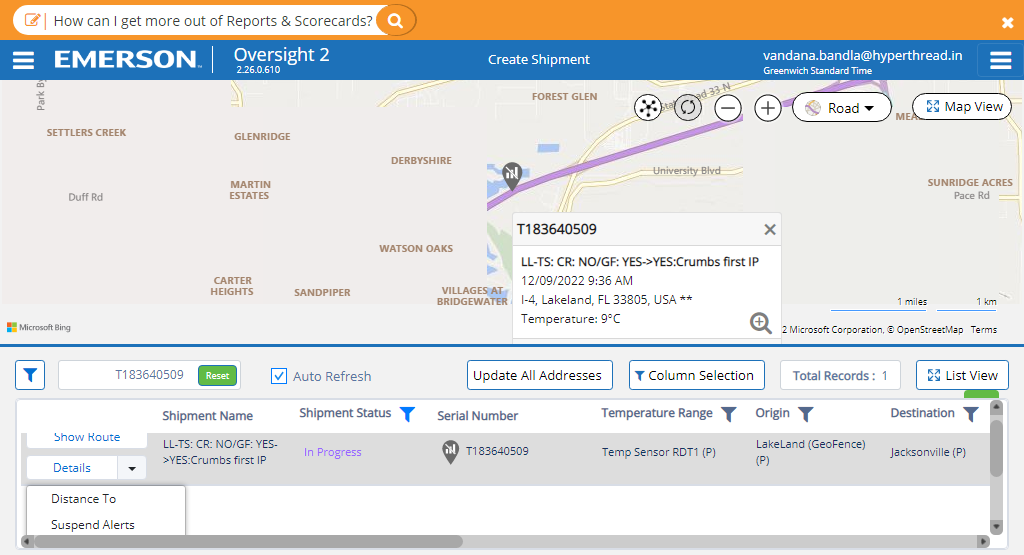 How can I get more out of Reports & Scorecards?
EMERSON
Oversight 2
2.26.0.610
Create Shipment
vandana.bandla@hyperthread.in
Greenwich Standard Time
Park By
FOREST GLEN
33 N
Road
Map View
SETTLERS CREEK
GLENRIDGE
DERBYSHIRE
University Blvd
Duff Rd
MARTIN
ESTATES
SUNRIDGE ACRES
Pace Rd
T183640509
WATSON OAKS
LL-TS: CR: NO/GF: YES->YES:Crumbs first IP
12/09/2022 9:36 AM
I-4, Lakeland, FL 33805, USA **
Temperature: 9°C
CARTER
HEIGHTS
SANDPIPER
VILLAGES AT
BRIDGEWATER
1 miles
1 km
Microsoft Bing
2 Microsoft Corporation, © OpenStreetMap Terms
T183640509
Reset
Auto Refresh
Update All Addresses
Column Selection
Total Records : 1
List View
Shipment Name
Shipment Status
Serial Number
Temperature Range
Origin
Destination
Show Route
LL-TS: CR: NO/GF: YES-
>YES:Crumbs first IP
In Progress
T183640509
Temp Sensor RDT1 (P)
LakeLand (GeoFence)
(P)
Jacksonville (P)
Details
Distance To
Suspend Alerts